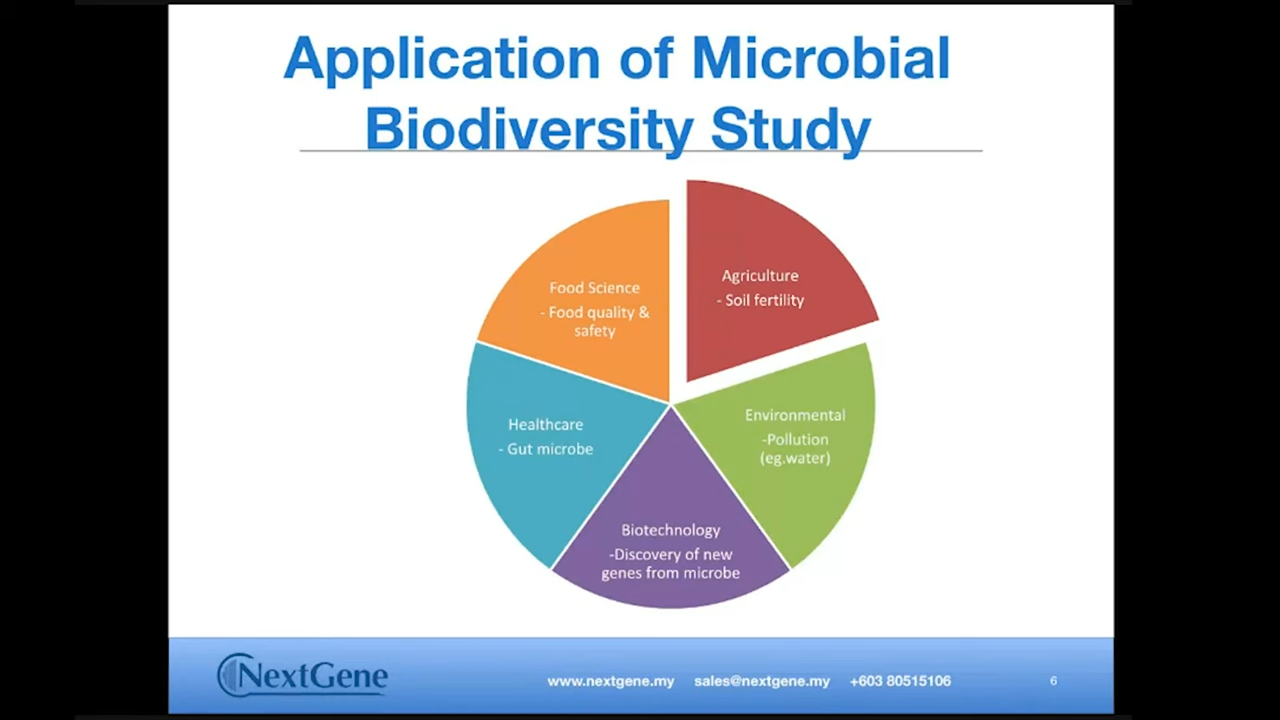 Application of Microbial
Biodiversity Study
Agriculture
- Soil fertility
Environmental
-Pollution
(eg.water)
Biotechnology
-Discovery of new
genes from microbe
Healthcare
- Gut microbe
Food Science
- Food quality &
safety
NextGene
www.nextgene.my sales@nextgene.my +603 80515106 6